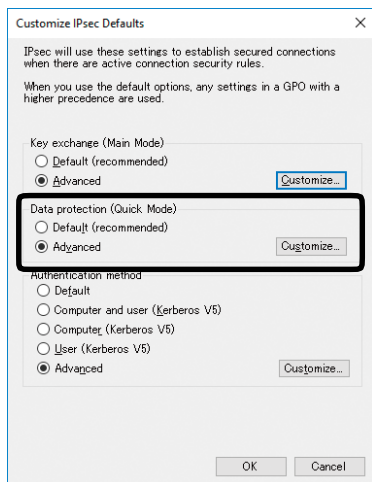 Customize IPsec Defaults
IPsec will use these settings to establish secured connections
when there are active connection security rules.
When you use the default options, any settings in a GPO with a
higher precedence are used.
Key exchange (Main Mode)
Default (recommended)
Advanced
Customize...
Data protection (Quick Mode)
Default (recommended)
Advanced
Customize...
Authentication method
Default
Computer and user (Kerberos V5)
Computer (Kerberos V5)
User (Kerberos V5)
Advanced
Customize...
OK
Cancel